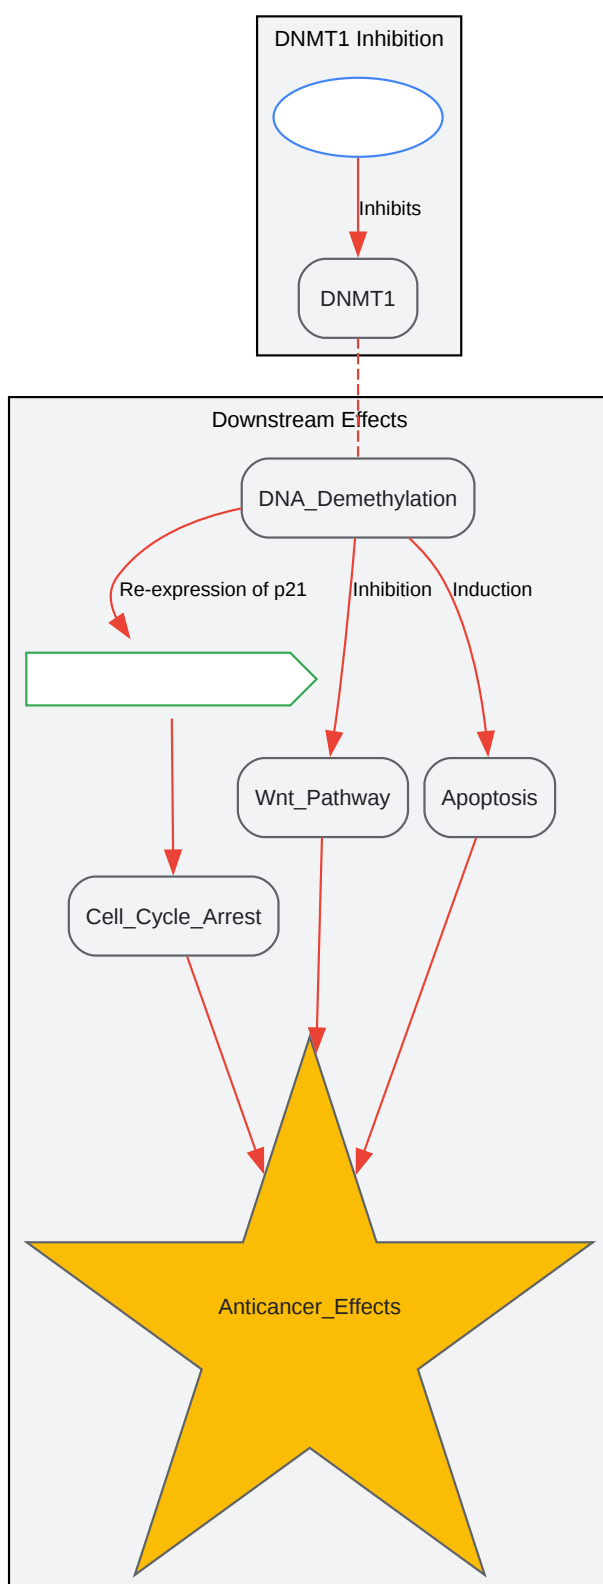 DNMT1 Inhibition
Inhibits
DNMT1
Downstream Effects
DNA_Demethylation
Re-expression of p21
Inhibition
Induction
Wnt_Pathway
Apoptosis
Cell_Cycle_Arrest
Anticancer_Effects